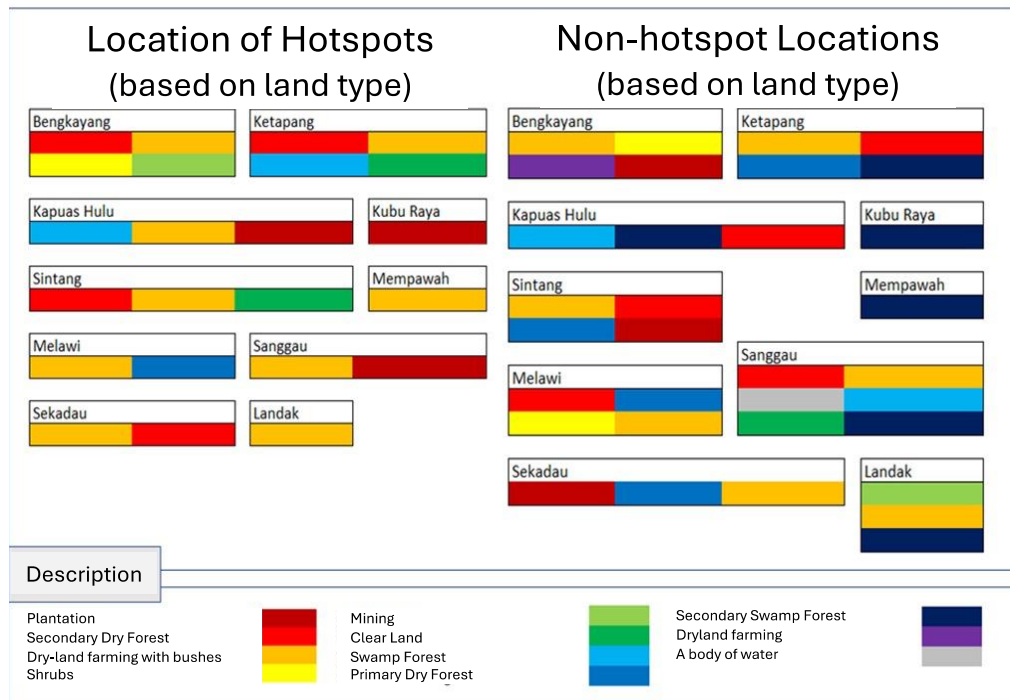 Location of Hotspots
(based on land type)
Bengkayang
Ketapang
Kapuas Hulu
Kubu Raya
Sintang
Mempawah
Melawi
Sanggau
Sekadau
Landak
Non-hotspot Locations
(based on land type)
Bengkayang
Ketapang
Kapuas Hulu
Kubu Raya
Sintang
Mempawah
Sanggau
Melawi
Sekadau
Landak
Description
Plantation
Secondary Dry Forest
Dry-land farming with bushes
Shrubs
Mining
Clear Land
Swamp Forest
Primary Dry Forest
Secondary Swamp Forest
Dryland farming
A body of water